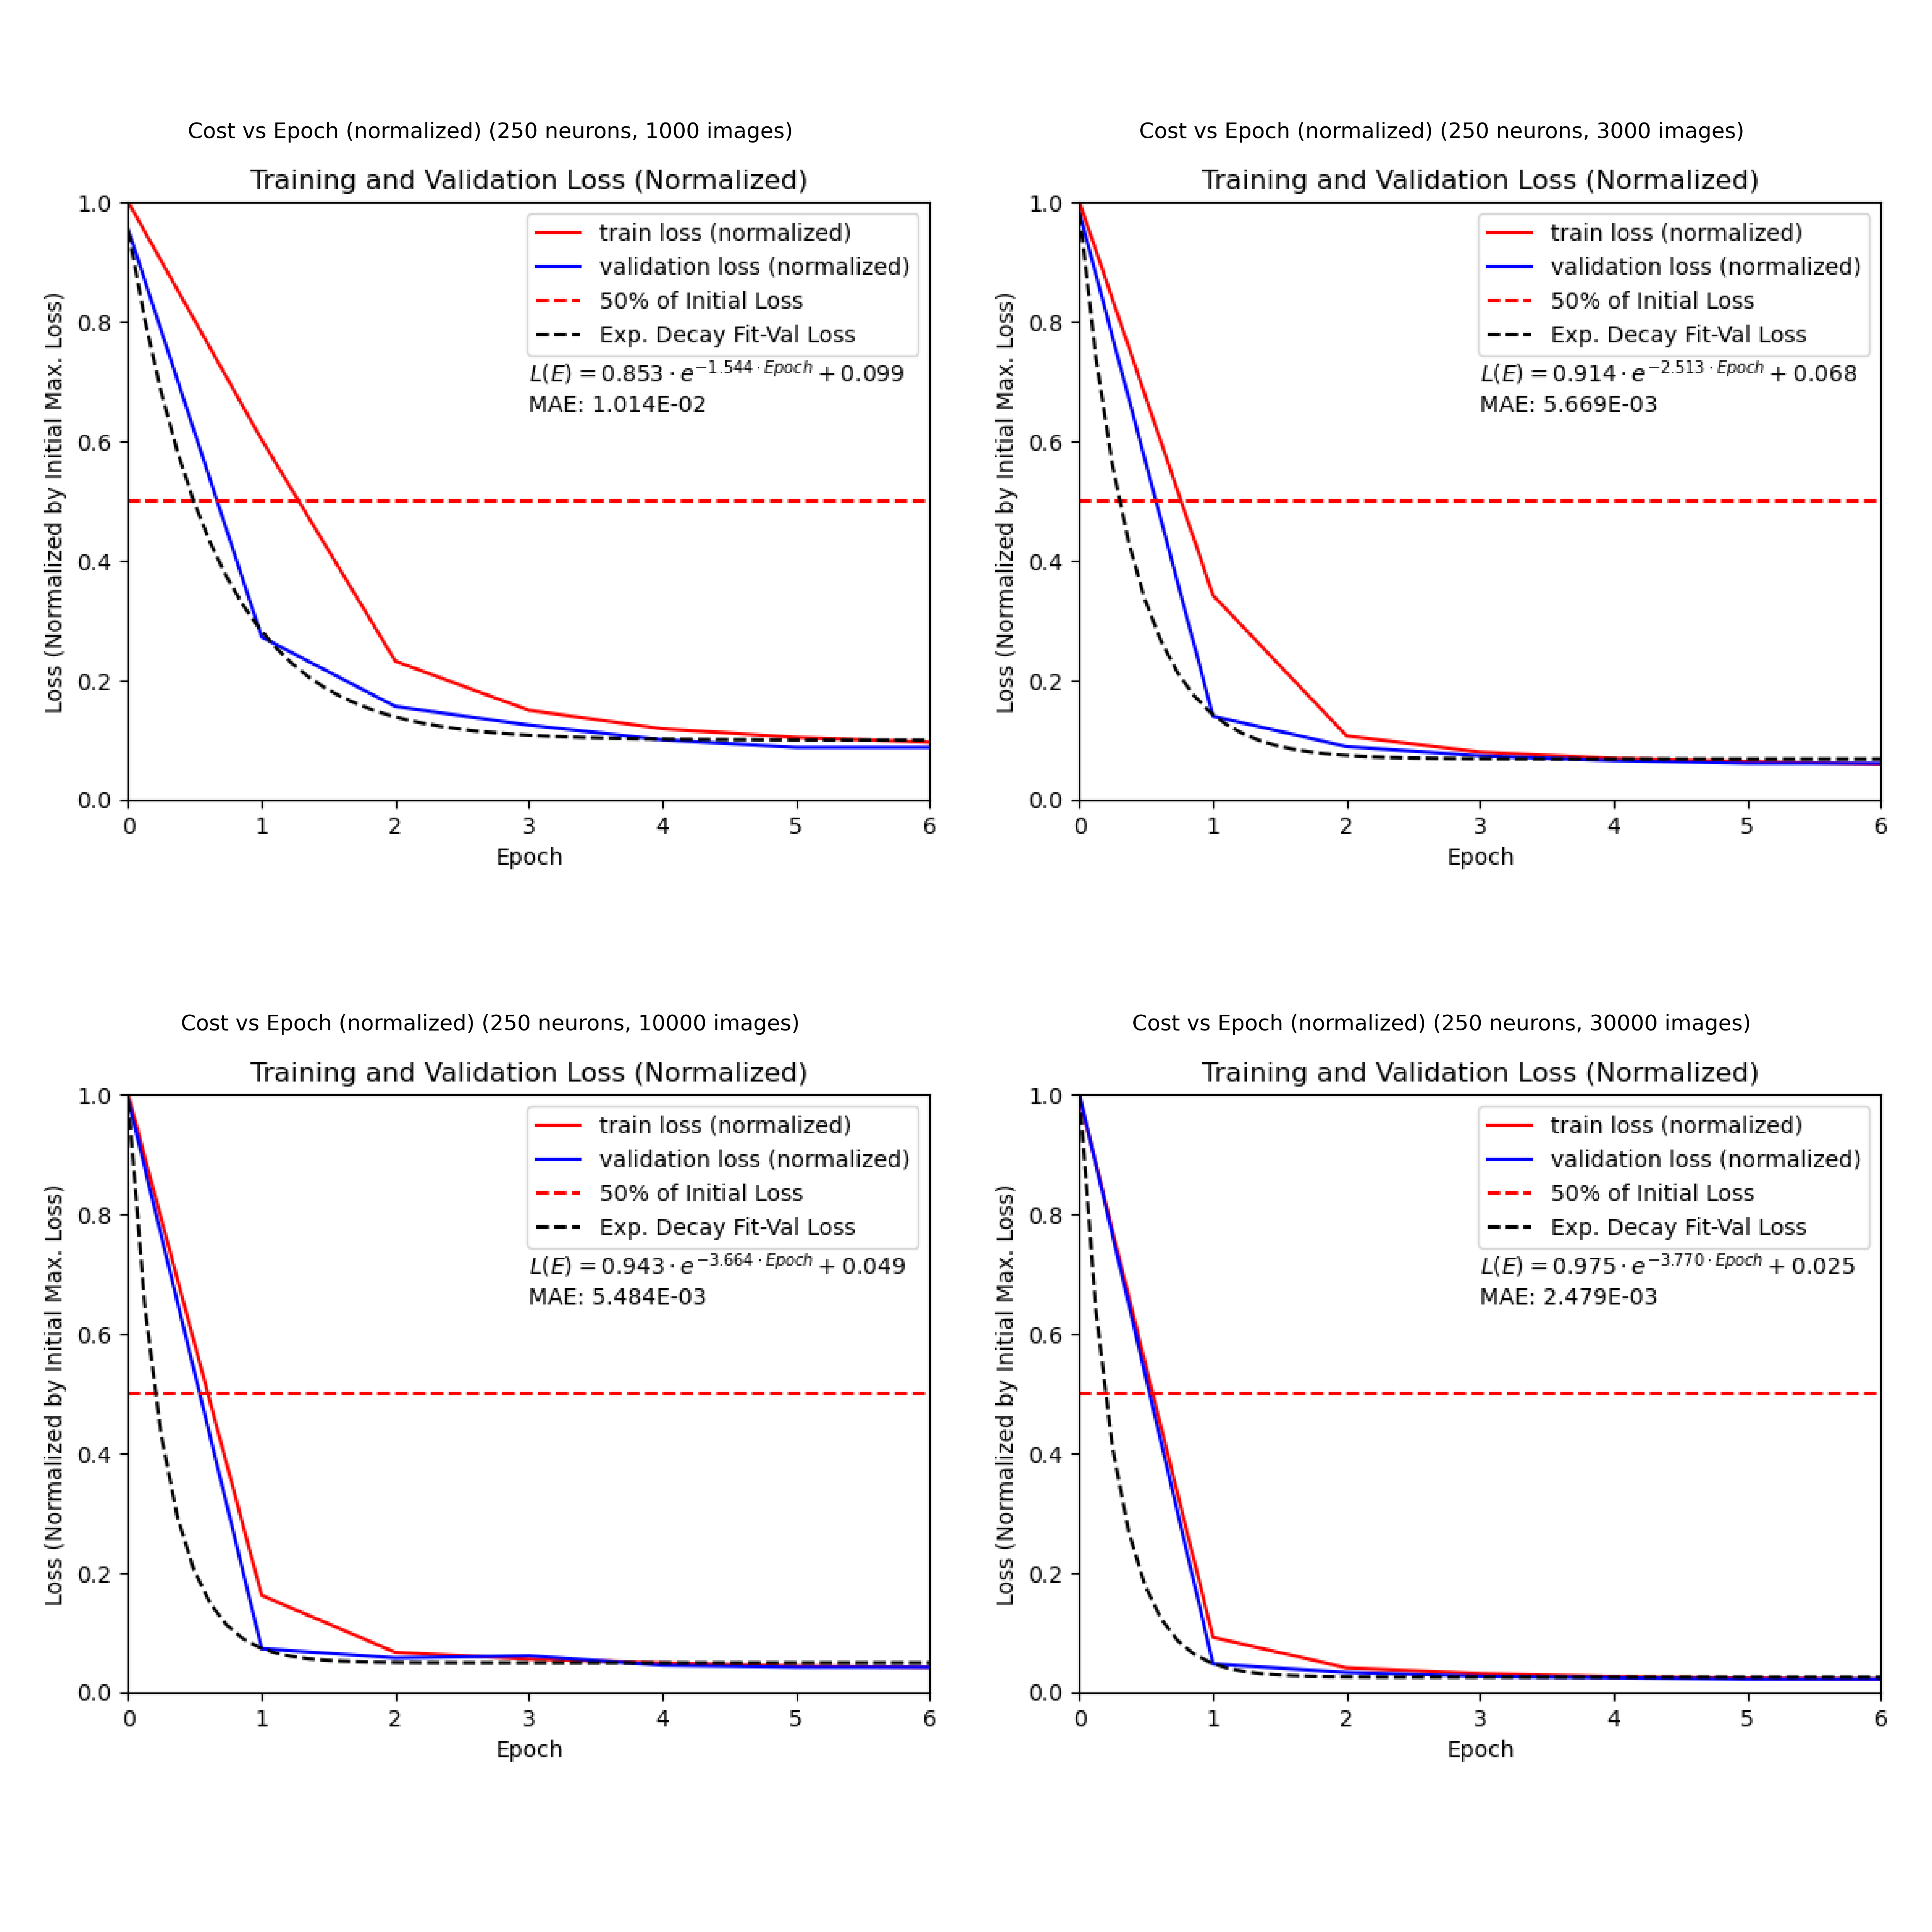 Cost vs Epoch (normalized) (250 neurons, 1000 images)
Training and Validation Loss (Normalized)
Loss (Normalized by Initial Max. Loss)
1.0
0.8
0.6
0.4
0.2
0.0
train loss (normalized)
validation loss (normalized)
50% of Initial Loss
Exp. Decay Fit-Val Loss
L(E) = 0.853 · e^{−1.544 · Epoch} + 0.099
MAE: 1.014E-02
0 1 2 3 4 5 6
Epoch
Cost vs Epoch (normalized) (250 neurons, 3000 images)
Training and Validation Loss (Normalized)
Loss (Normalized by Initial Max. Loss)
1.0
0.8
0.6
0.4
0.2
0.0
train loss (normalized)
validation loss (normalized)
50% of Initial Loss
Exp. Decay Fit-Val Loss
L(E) = 0.914 · e^{−2.513 · Epoch} + 0.068
MAE: 5.669E-03
0 1 2 3 4 5 6
Epoch
Cost vs Epoch (normalized) (250 neurons, 10000 images)
Training and Validation Loss (Normalized)
Loss (Normalized by Initial Max. Loss)
1.0
0.8
0.6
0.4
0.2
0.0
train loss (normalized)
validation loss (normalized)
50% of Initial Loss
Exp. Decay Fit-Val Loss
L(E) = 0.943 · e^{−3.664 · Epoch} + 0.049
MAE: 5.484E-03
0 1 2 3 4 5 6
Epoch
Cost vs Epoch (normalized) (250 neurons, 30000 images)
Training and Validation Loss (Normalized)
Loss (Normalized by Initial Max. Loss)
1.0
0.8
0.6
0.4
0.2
0.0
train loss (normalized)
validation loss (normalized)
50% of Initial Loss
Exp. Decay Fit-Val Loss
L(E) = 0.975 · e^{−3.770 · Epoch} + 0.025
MAE: 2.479E-03
0 1 2 3 4 5 6
Epoch